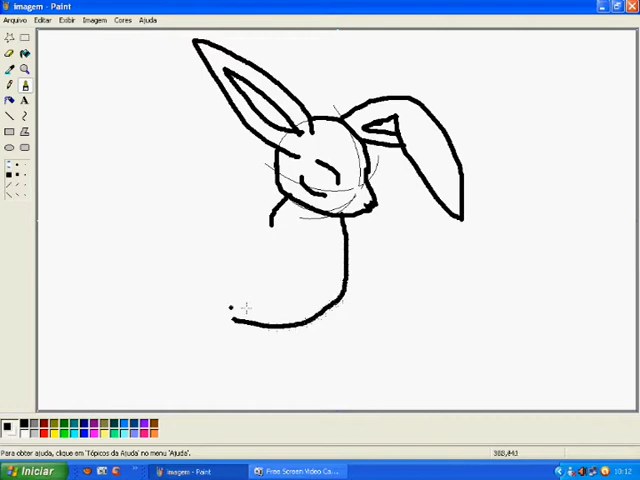 imagem - Paint
Arquivo Editar Exibir Imagem Cores Ajuda
A
Para obter ajuda, clique em 'Tópicos da Ajuda' no menu 'Ajuda'.
Iniciar imagem - Paint Free Screen Video Ca... 10:12